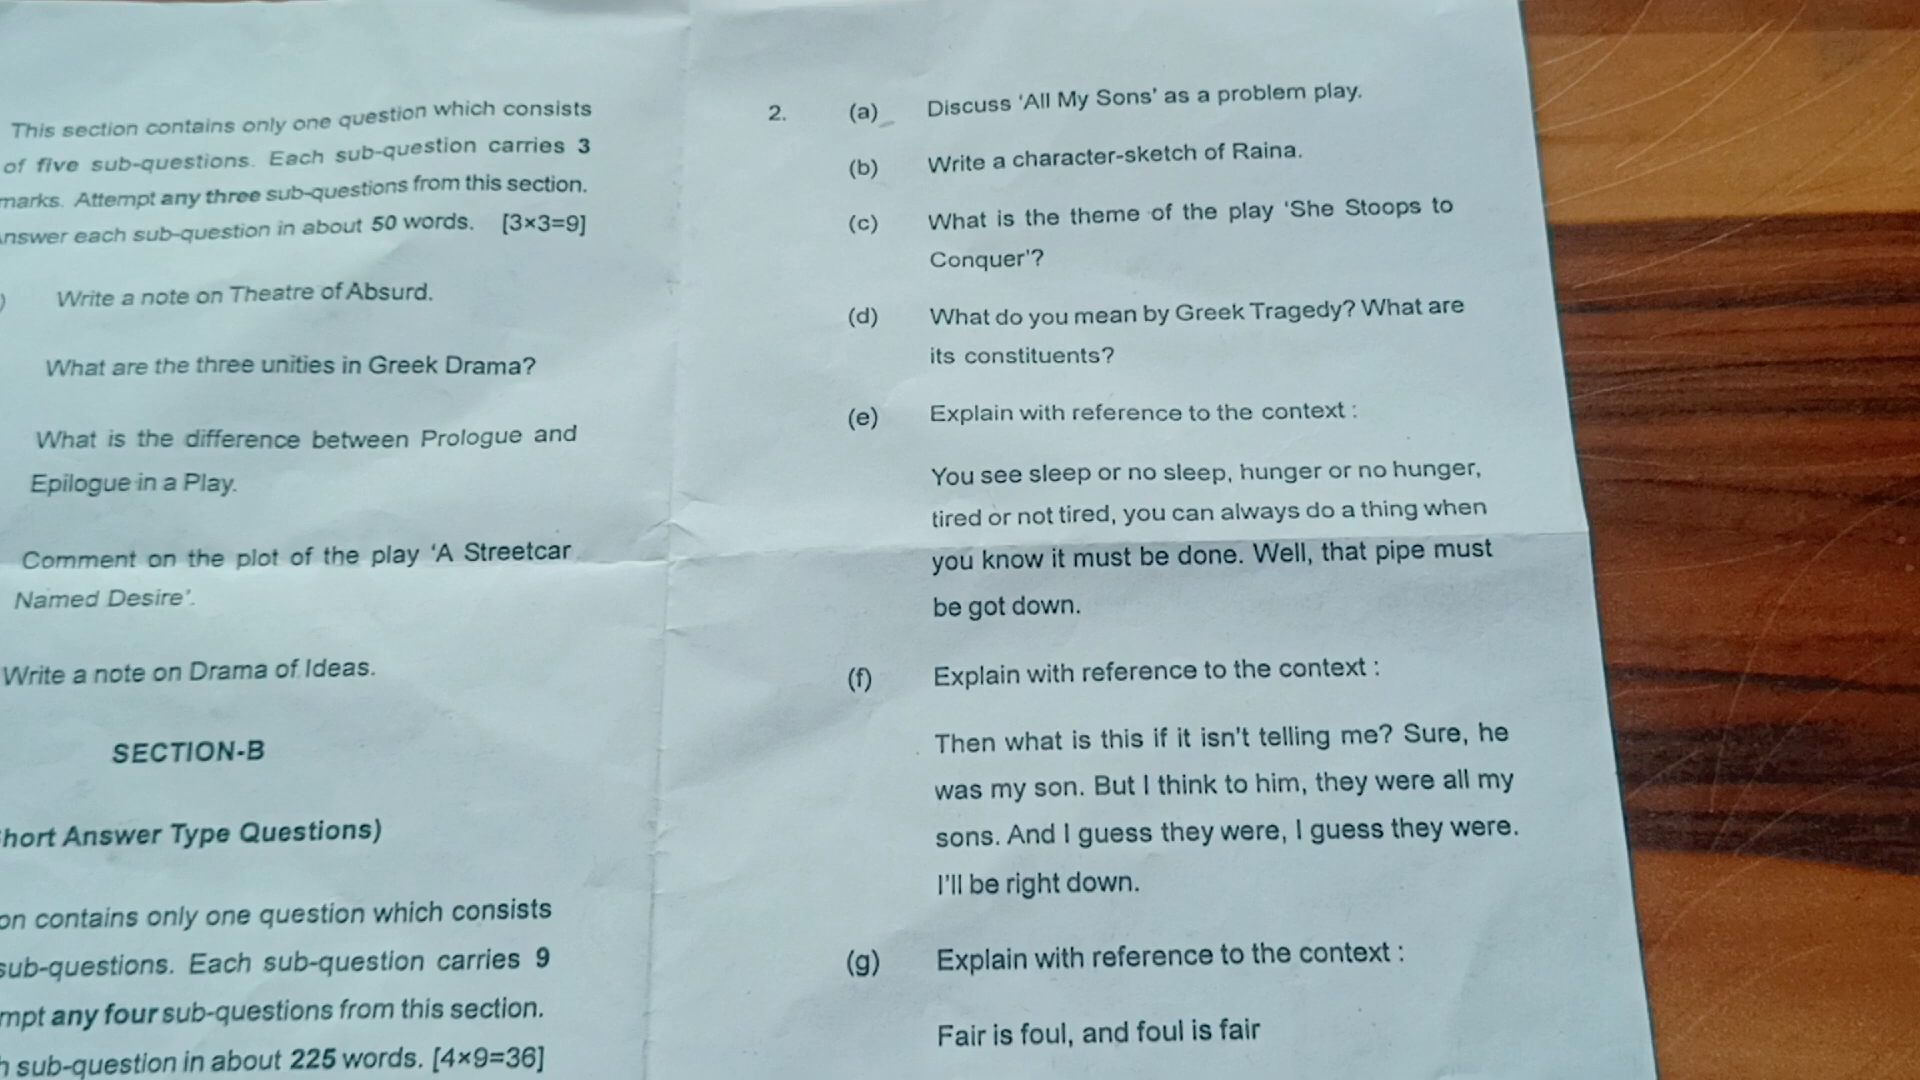 This section contains only one question which consists
of five sub-questions. Each sub-question carries 3
marks. Attempt any three sub-questions from this section.
Answer each sub-question in about 50 words. [3×3=9]
) Write a note on Theatre of Absurd.
What are the three unities in Greek Drama?
What is the difference between Prologue and
Epilogue in a Play.
Comment on the plot of the play 'A Streetcar
Named Desire'.
Write a note on Drama of Ideas.
SECTION-B
hort Answer Type Questions)
on contains only one question which consists
sub-questions. Each sub-question carries 9
mpt any four sub-questions from this section.
h sub-question in about 225 words. [4×9=36]
2. (a) Discuss 'All My Sons' as a problem play.
(b) Write a character-sketch of Raina.
(c) What is the theme of the play 'She Stoops to
Conquer'?
(d) What do you mean by Greek Tragedy? What are
its constituents?
(e) Explain with reference to the context :
You see sleep or no sleep, hunger or no hunger,
tired or not tired, you can always do a thing when
you know it must be done. Well, that pipe must
be got down.
(f) Explain with reference to the context :
Then what is this if it isn't telling me? Sure, he
was my son. But I think to him, they were all my
sons. And I guess they were, I guess they were.
I'll be right down.
(g) Explain with reference to the context :
Fair is foul, and foul is fair